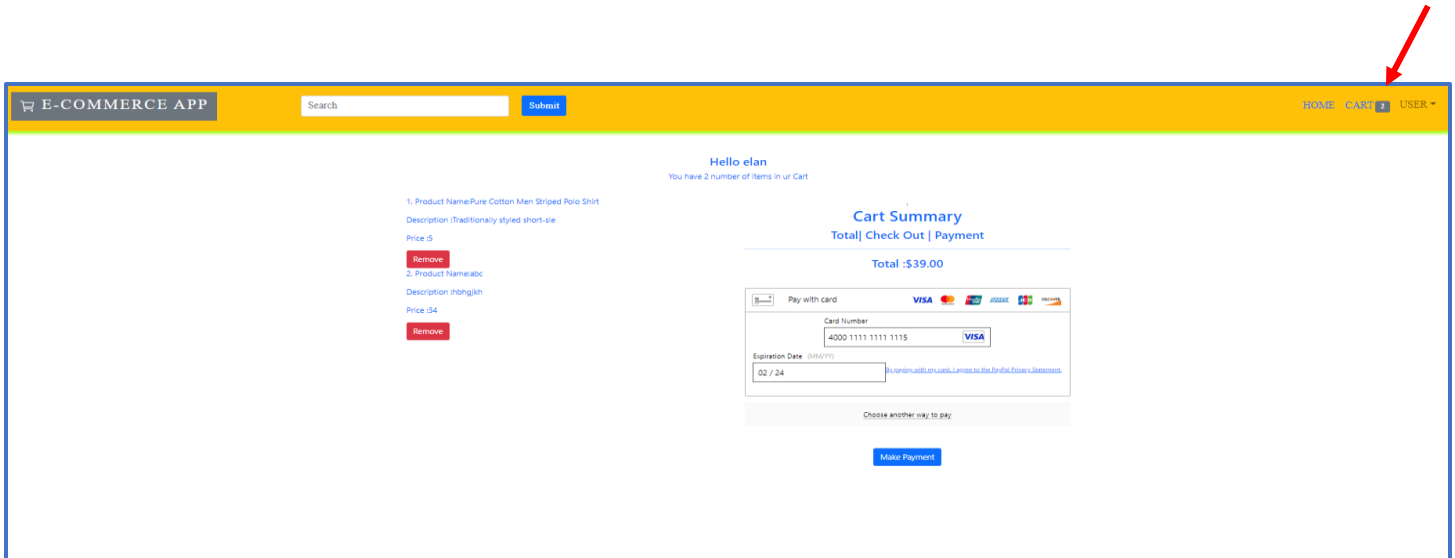 E-COMMERCE APP
Search
Submit
HOME CART 2 USER
Hello elan
You have 2 number of items in ur Cart
1. Product Name:Pure Cotton Men Striped Polo Shirt
Description :Traditionally styled short-sle
Price :5
Remove
2. Product Name:abc
Description :hbhgjkh
Price :34
Remove
Cart Summary
Total| Check Out | Payment
Total :$39.00
Pay with card
VISA
DISCOVER
Card Number
4000 1111 1111 1115
VISA
Expiration Date (MM/YY)
02 / 24
By paying with my card, I agree to the PayPal Privacy Statement.
Choose another way to pay
Make Payment